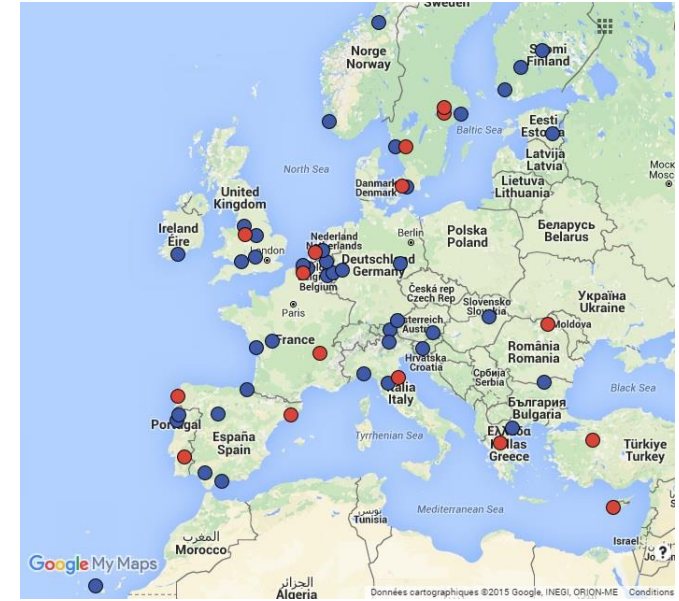 Sweden
Norge
Norway
Finland
Eesti
Baltic Sea
Latvija
Latvia
Моск
Mosc
North Sea
Danmark
Denmark
Lietuva
Lithuania
United
Kingdom
Ireland
Éire
Nederland
Netherlands
Berlin
Polska
Poland
Беларусь
Belarus
London
Deutschland
Germany
Belgium
Česká rep
Czech Rep
Slovensko
Slovakia
Україна
Ukraine
Paris
Österreich
Austria
Moldova
France
România
Romania
Hrvatska
Croatia
Србија
Serbia
Italia
Italy
България
Bulgaria
Black Sea
Portugal
España
Spain
Tyrrhenian Sea
Ελλάδα
Hellas
Greece
Türkiye
Turkey
Mediterranean Sea
تونس
Tunisia
المغرب
Morocco
Israel
Google My Maps
?
الجزائر
Algeria
Données cartographiques ©2015 Google, INEGI, ORION-ME
Conditions